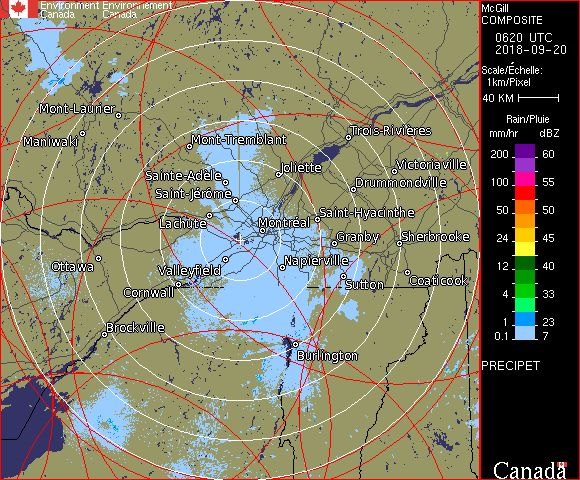 Environment Environnement
Canada Canada
Mont-Laurier
Maniwaki
Mont-Tremblant
Trois-Rivières
Sainte-Adèle
Joliette
Victoriaville
Saint-Jérôme
Drummondville
Lachute
Montréal
Saint-Hyacinthe
Granby
Sherbrooke
Ottawa
Valleyfield
Napierville
Cornwall
Sutton
Coaticook
Brockville
Burlington
McGill
COMPOSITE
0620 UTC
2018-09-20
Scale/Échelle:
1km/Pixel
40 KM
Rain/Pluie
mm/hr dBZ
200 60
100 55
50 50
24 45
12 40
4 33
1 23
0.1 7
PRECIPET
Canada